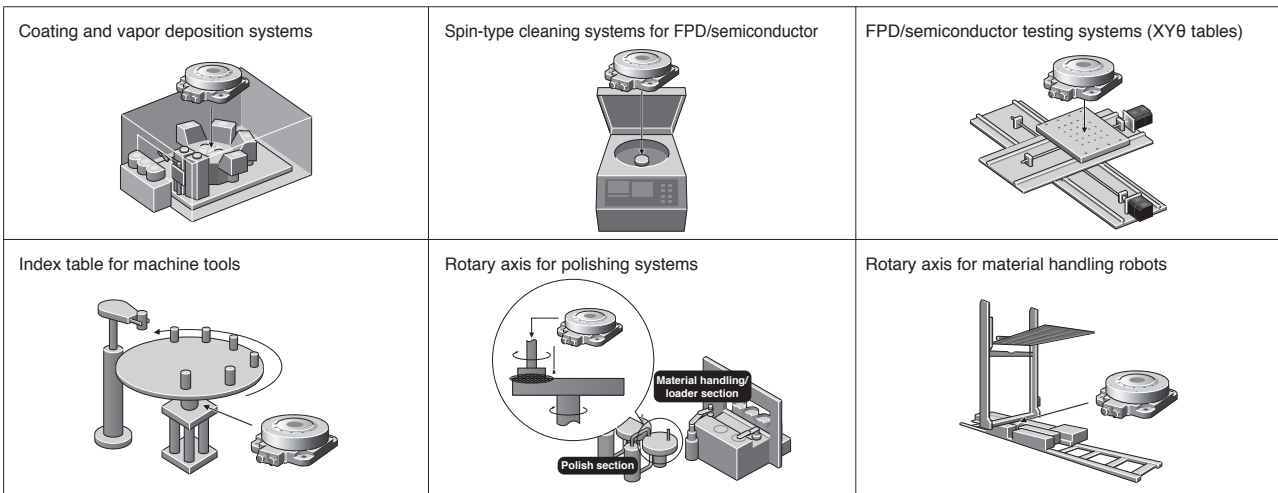 Coating and vapor deposition systems
Spin-type cleaning systems for FPD/semiconductor
FPD/semiconductor testing systems (XYθ tables)
Index table for machine tools
Rotary axis for polishing systems
Material handling/
loader section
Polish section
Rotary axis for material handling robots